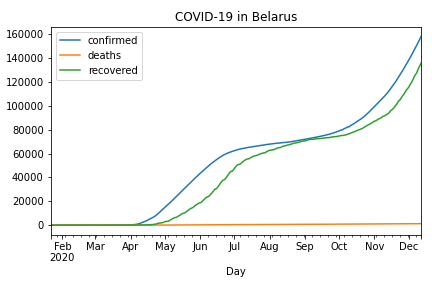 COVID-19 in Belarus
confirmed
deaths
recovered
160000
140000
120000
100000
80000
60000
40000
20000
0
Feb Mar Apr May Jun Jul Aug Sep Oct Nov Dec
2020
Day